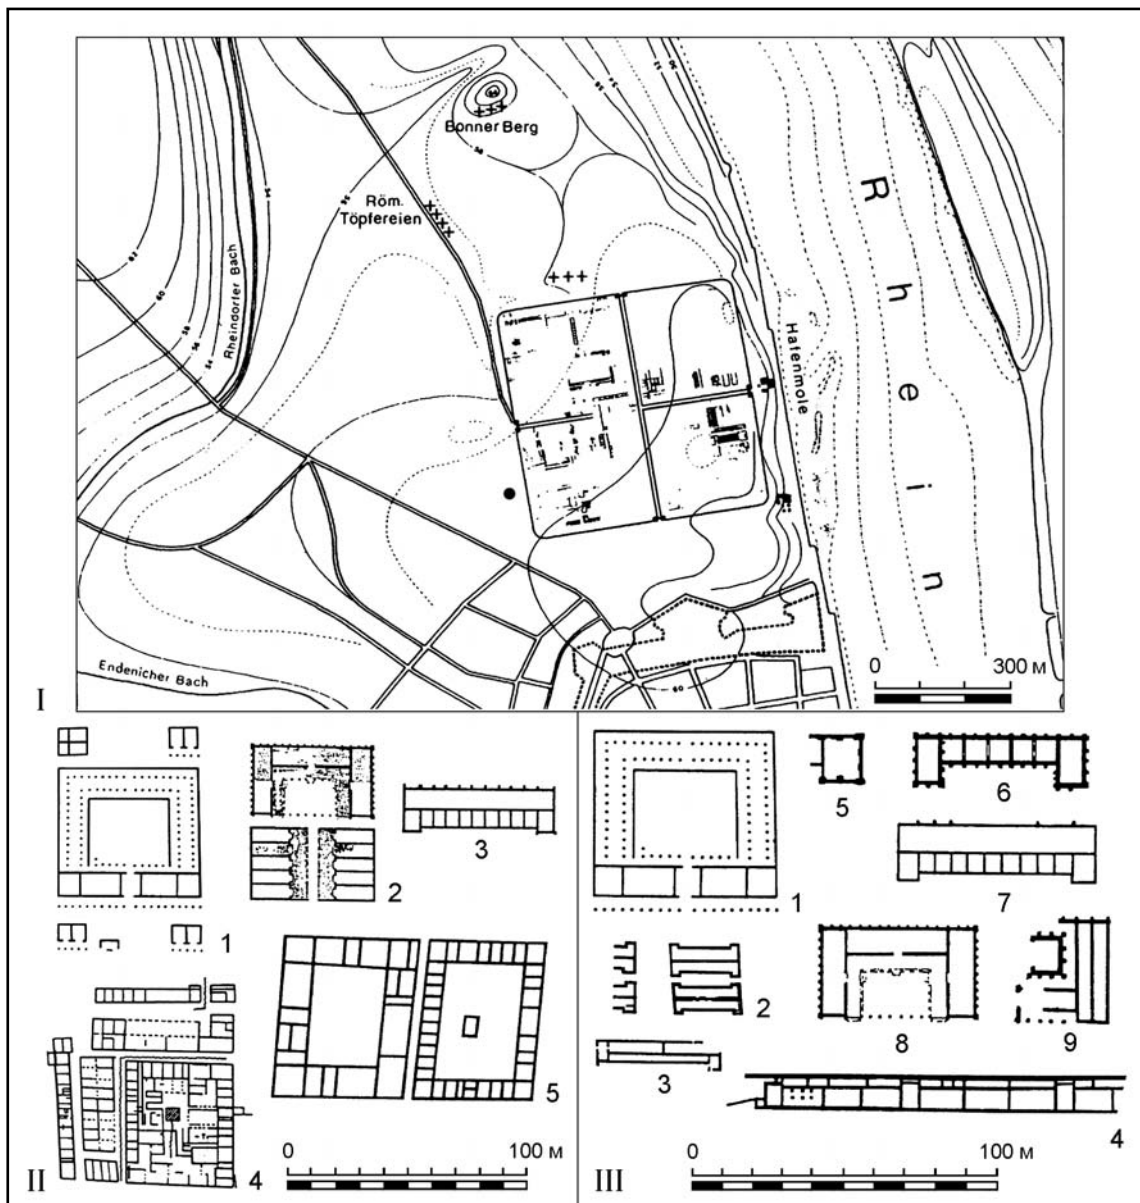 Bonner Berg
Röm.
Töpfereien
Rheindorfer Bach
Hafenmole
Rhein
Endenicher Bach
0 300 м
I
1
2
3
4
5
0 100 м
II
1
2
3
4
5
6
7
8
9
0 100 м
III